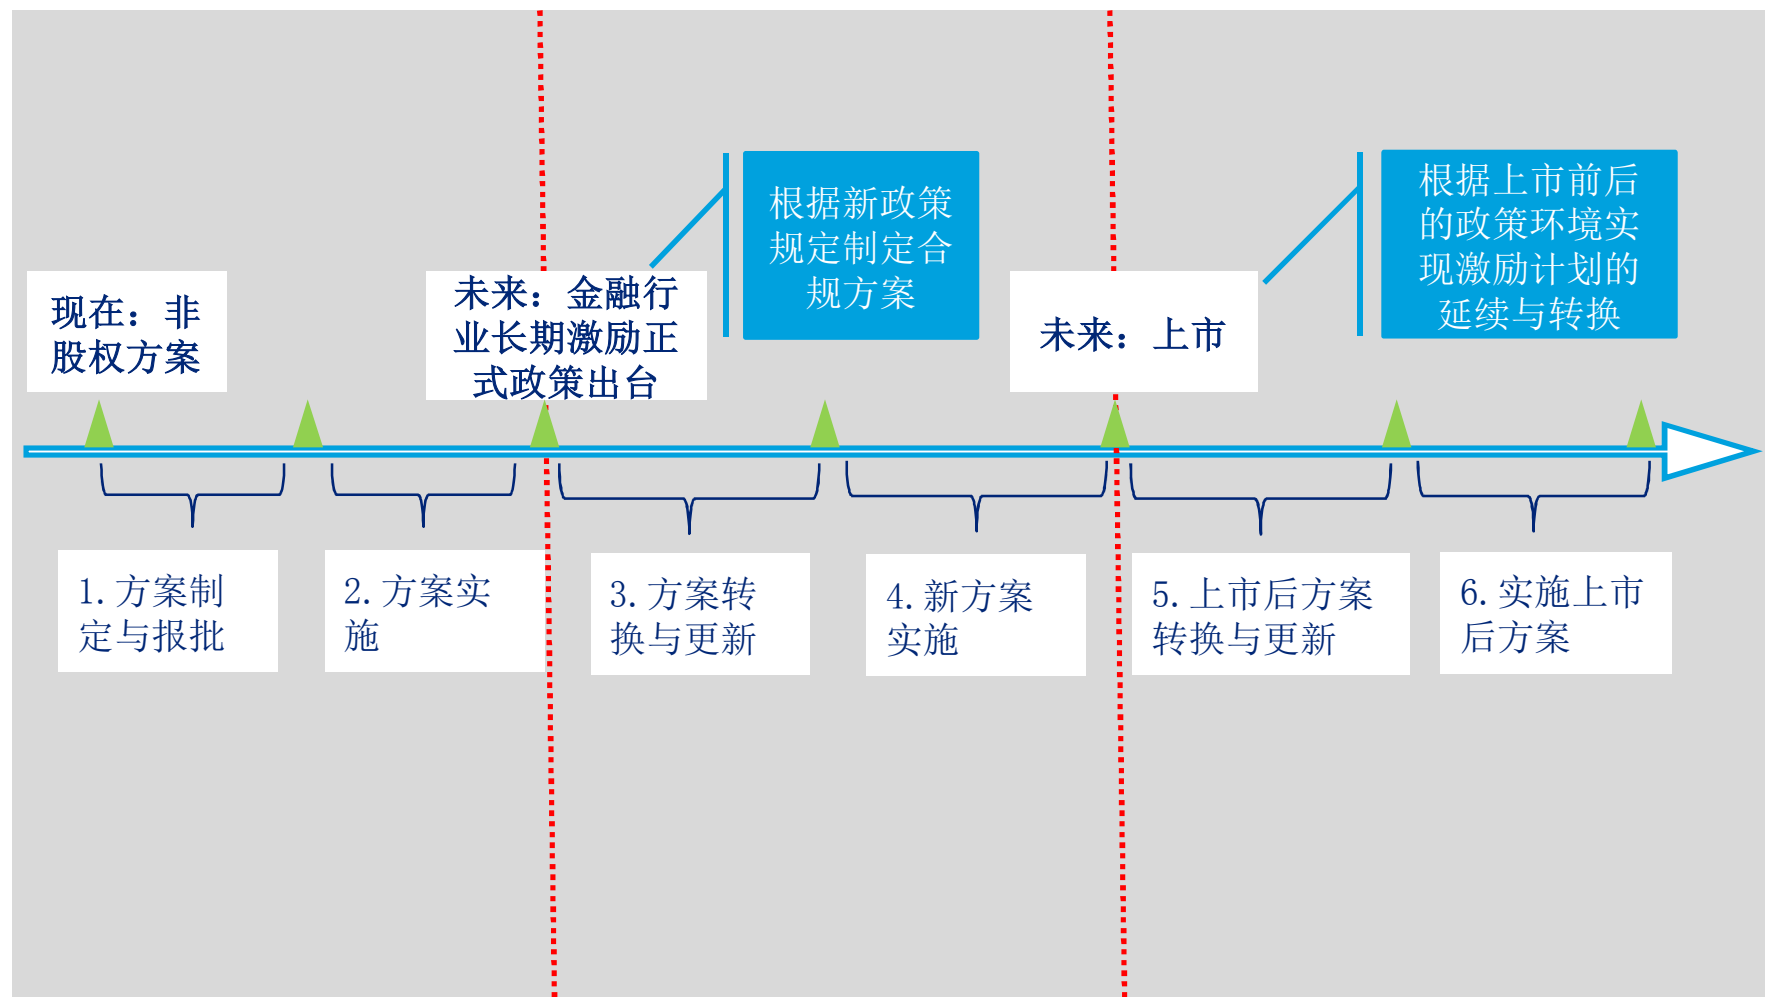 现在：非
股权方案
未来：金融行
业长期激励正
式政策出台
根据新政策
规定制定合
规方案
未来：上市
根据上市前后
的政策环境实
现激励计划的
延续与转换
1.方案制
定与报批
2.方案实
施
3.方案转
换与更新
4.新方案
实施
5.上市后方案
转换与更新
6.实施上市
后方案